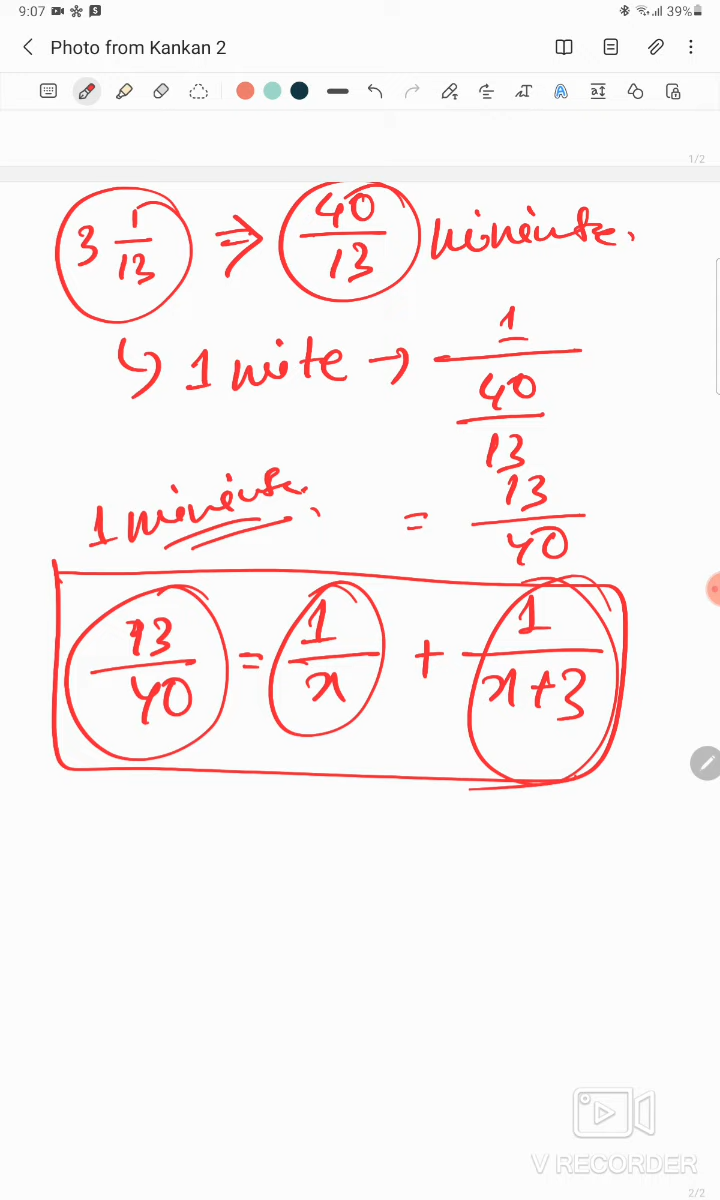 9:07 39%
Photo from Kankan 2
1/2
3 1/13 ⇒ 40/13 minute.
↳ 1 mite → 1/(40/13)
1 minute. = 13/40
13/40 = 1/x + 1/(x+3)
V RECORDER
2/2